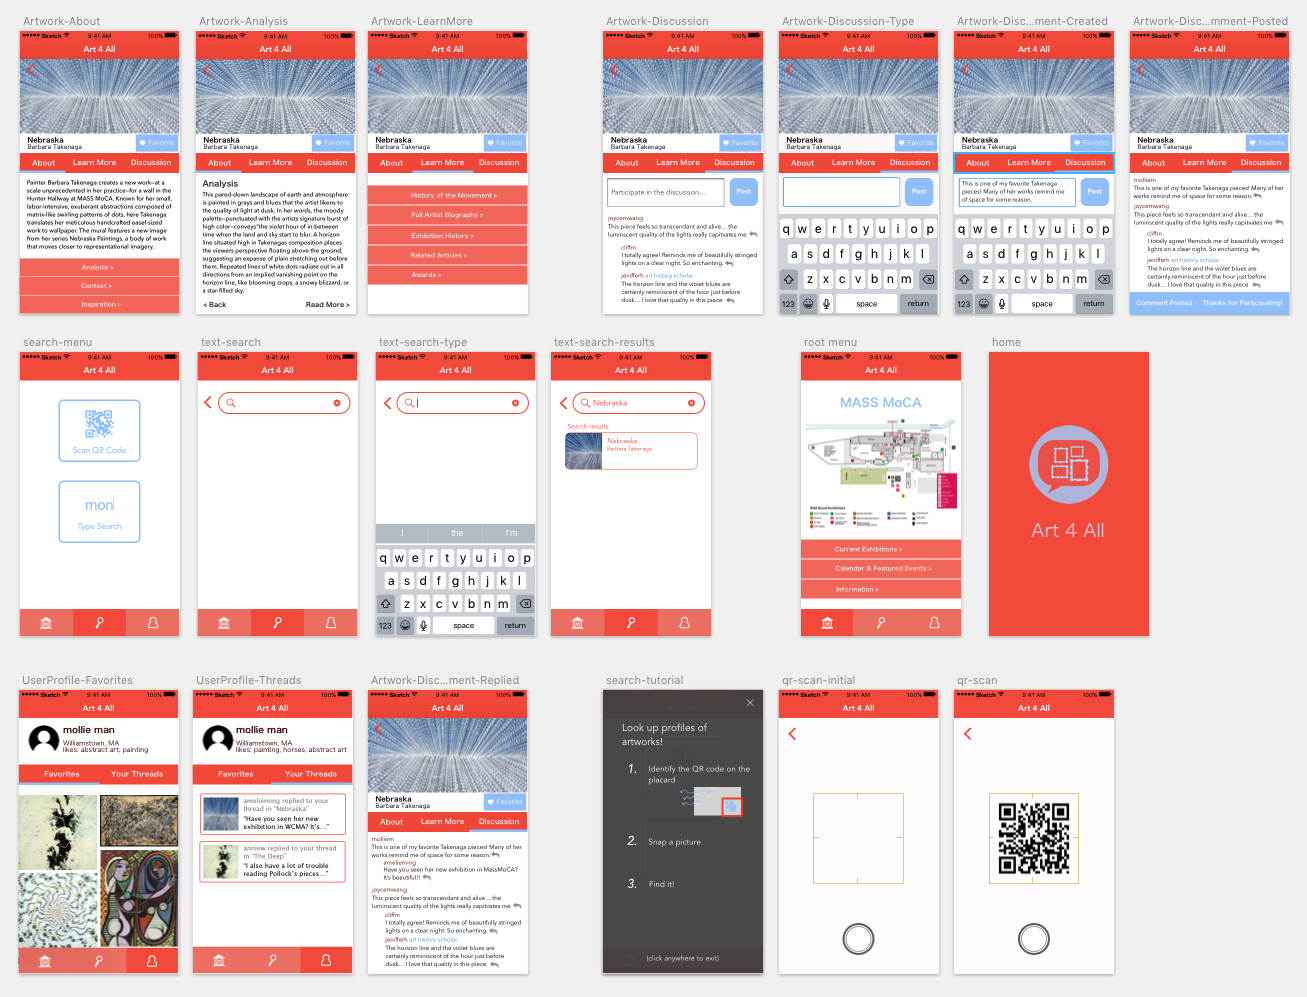 Artwork-About
Artwork-Analysis
Artwork-LearnMore
Artwork-Discussion
Artwork-Discussion-Type
Artwork-Disc...ment-Created
Artwork-Disc...mment-Posted
Sketch 9:41 AM 100%
Art 4 All
Nebraska
Barbara Takenaga
Favorite
About Learn More Discussion
Painter Barbara Takenaga creates a new work–at a
scale unprecedented in her practice–for a wall in the
Hunter Hallway at MASS MoCA. Known for her small,
labor-intensive, exuberant abstractions composed of
matrix-like swirling patterns of dots, here Takenaga
translates her meticulous handcrafted easel-sized
work to wallpaper. The mural features a new image
from her series Nebraska Paintings, a body of work
that moves closer to representational imagery.
Analysis >
Context >
Inspiration >
Sketch 9:41 AM 100%
Art 4 All
Nebraska
Barbara Takenaga
Favorite
About Learn More Discussion
Analysis
This pared-down landscape of earth and atmosphere
is painted in grays and blues that the artist likens to
the quality of light at dusk. In her words, the moody
palette–punctuated with the artists signature burst of
high color–conveys"the violet hour of in-between
time when the land and sky start to blur. A horizon
line situated high in Takenagas composition places
the viewers perspective floating above the ground,
suggesting an expanse of plain stretching out before
them. Repeated lines of white dots radiate out in all
directions from an implied vanishing point on the
horizon line, like blooming crops, a snowy blizzard, or
a star-filled sky.
< Back Read More >
Sketch 9:41 AM 100%
Art 4 All
Nebraska
Barbara Takenaga
Favorite
About Learn More Discussion
History of the Movement >
Full Artist Biography >
Exhibition History >
Related Articles >
Awards >
Sketch 9:41 AM 100%
Art 4 All
Nebraska
Barbara Takenaga
Favorite
About Learn More Discussion
Participate in the discussion...
Post
joycemwang
This piece feels so transcendant and alive... the
luminscent quality of the lights really captivates me
cliffm
I totally agree! Reminds me of beautifully stringed
lights on a clear night. So enchanting.
jenifferh art history scholar
The horizon line and the violet blues are
certainly reminiscent of the hour just before
dusk... I love that quality in this piece
Sketch 9:41 AM 100%
Art 4 All
Nebraska
Barbara Takenaga
Favorite
About Learn More Discussion
Post
q w e r t y u i o p
a s d f g h j k l
z x c v b n m
123 space return
Sketch 9:41 AM 100%
Art 4 All
Nebraska
Barbara Takenaga
Favorite
About Learn More Discussion
This is one of my favorite Takenaga
pieces! Many of her works remind me
of space for some reason.
Post
q w e r t y u i o p
a s d f g h j k l
z x c v b n m
123 space return
Sketch 9:41 AM 100%
Art 4 All
Nebraska
Barbara Takenaga
Favorite
About Learn More Discussion
molliem
This is one of my favorite Takenaga pieces! Many of her
works remind me of space for some reason.
joycemwang
This piece feels so transcendant and alive... the
luminscent quality of the lights really captivates me
cliffm
I totally agree! Reminds me of beautifully stringed
lights on a clear night. So enchanting.
jenifferh art history scholar
The horizon line and the violet blues are
certainly reminiscent of the hour just before
dusk... I love that quality in this piece
Comment Posted — Thanks for Participating!
search-menu
text-search
text-search-type
text-search-results
root menu
home
Sketch 9:41 AM 100%
Art 4 All
Scan QR Code
mon
Type Search
Sketch 9:41 AM 100%
Art 4 All
Sketch 9:41 AM 100%
Art 4 All
I the I'm
q w e r t y u i o p
a s d f g h j k l
z x c v b n m
123 space return
Sketch 9:41 AM 100%
Art 4 All
Nebraska
Search results:
Nebraska
Barbara Takenaga
Sketch 9:41 AM 100%
Art 4 All
MASS MoCA
Current Exhibitions >
Calendar & Featured Events >
Information >
Art 4 All
UserProfile-Favorites
UserProfile-Threads
Artwork-Disc...ment-Replied
search-tutorial
qr-scan-initial
qr-scan
Sketch 9:41 AM 100%
Art 4 All
mollie man
Williamstown, MA
likes: abstract art, painting
Favorites Your Threads
Sketch 9:41 AM 100%
Art 4 All
mollie man
Williamstown, MA
likes: painting, horses, abstract art
Favorites Your Threads
amelieming replied to your
thread in "Nebraska"
"Have you seen her new
exhibition in WCMA? It's..."
anniew replied to your thread
in "The Deep"
"I also have a lot of trouble
reading Pollock's pieces..."
Sketch 9:41 AM 100%
Art 4 All
Nebraska
Barbara Takenaga
Favorite
About Learn More Discussion
molliem
This is one of my favorite Takenaga pieces! Many of her
works remind me of space for some reason.
amelieming
Have you seen her new exhibition in MassMoCA?
It's beautiful!!
joycemwang
This piece feels so transcendant and alive... the
luminscent quality of the lights really captivates me
cliffm
I totally agree! Reminds me of beautifully stringed
lights on a clear night. So enchanting.
jenifferh art history scholar
The horizon line and the violet blues are
certainly reminiscent of the hour just before
dusk... I love that quality in this piece
Look up profiles of
artworks!
1. Identify the QR code on the
placard
2. Snap a picture
3. Find it!
(click anywhere to exit)
Sketch 9:41 AM 100%
Art 4 All
Sketch 9:41 AM 100%
Art 4 All